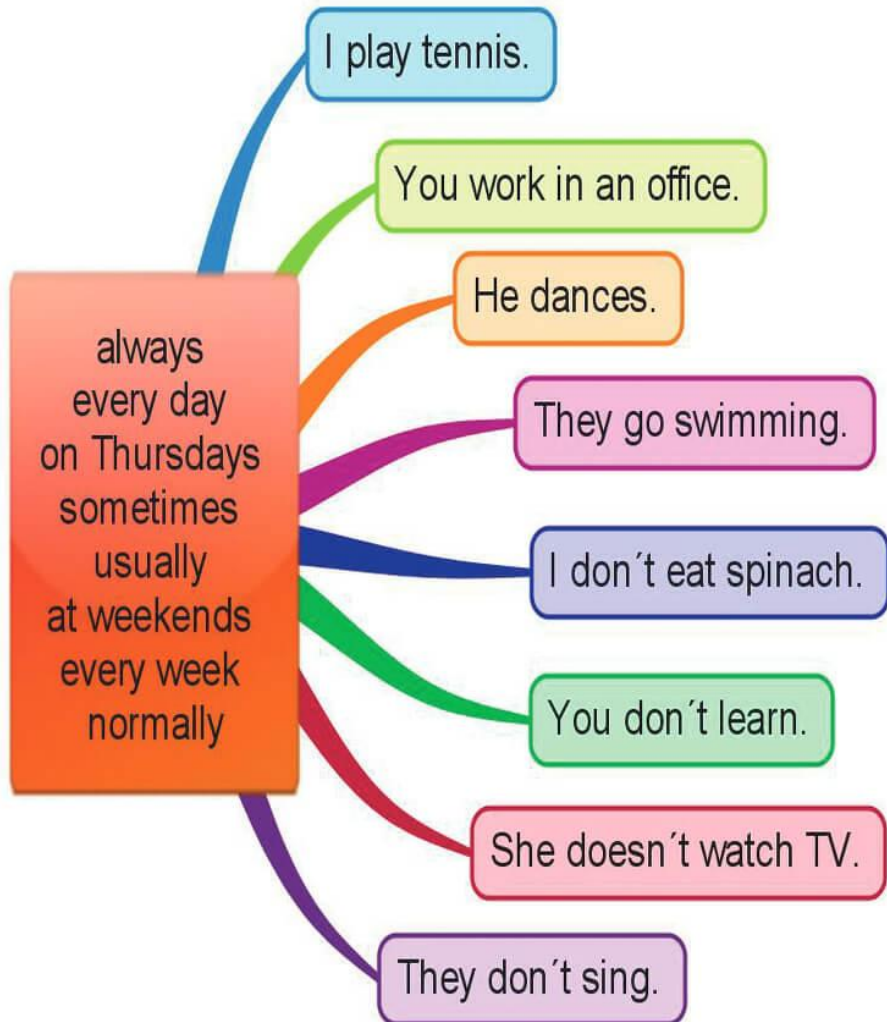 I play tennis.
You work in an office.
He dances.
They go swimming.
I don´t eat spinach.
You don´t learn.
She doesn´t watch TV.
They don´t sing.
always
every day
on Thursdays
sometimes
usually
at weekends
every week
normally